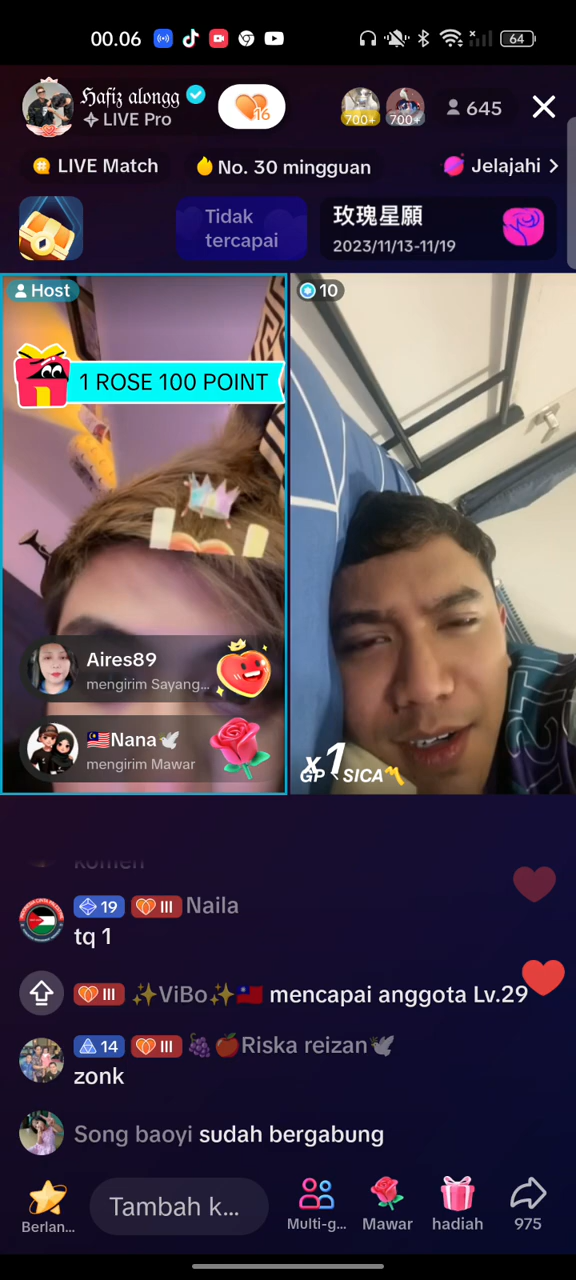 00.06
64
Hafiz alongg
LIVE Pro
16
700+
700+
645
LIVE Match
No. 30 mingguan
Jelajahi
Tidak
tercapai
玫瑰星願
2023/11/13-11/19
Host
10
1 ROSE 100 POINT
Aires89
mengirim Sayang...
🇲🇾Nana🕊
mengirim Mawar
x1
GP SICA
komen
19 III Naila
tq 1
III ✨ViBo✨🇹🇼 mencapai anggota Lv.29
14 III 🍇🍎Riska reizan🕊
zonk
Song baoyi sudah bergabung
Berlan...
Tambah k...
Multi-g...
Mawar
hadiah
975